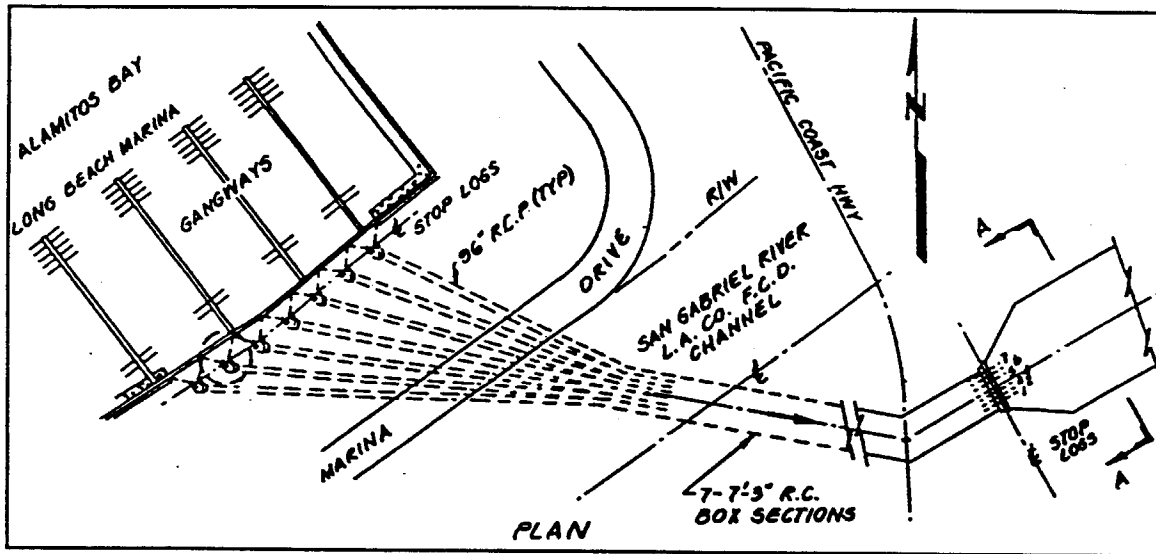 ALAMITOS BAY
LONG BEACH MARINA
GANGWAYS
STOP LOGS
℄
96" R.C.P. (TYP)
MARINA
DRIVE
R/W
PACIFIC COAST HWY
SAN GABRIEL RIVER
L.A. CO. F.C.D.
CHANNEL
℄
N
A
STOP
LOGS
℄
A
7-7'-3" R.C.
BOX SECTIONS
PLAN